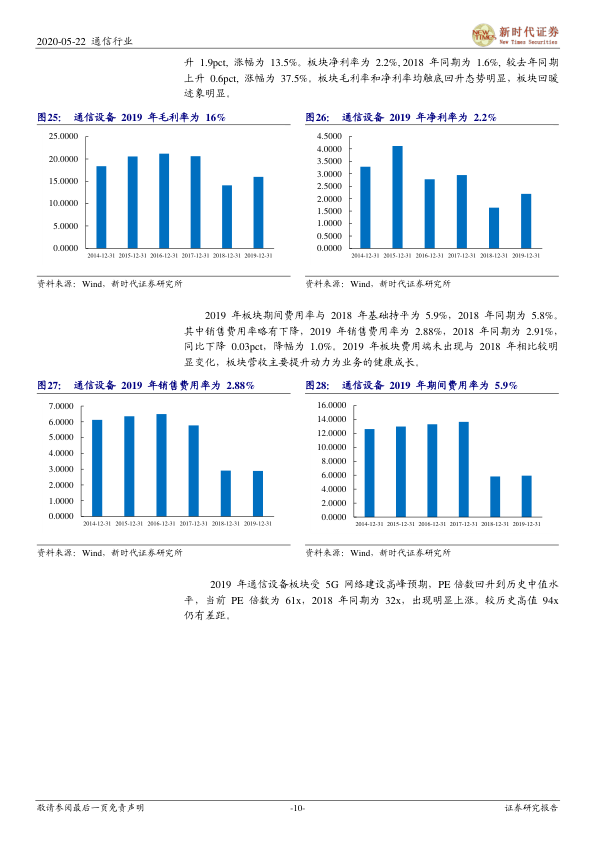 2020-05-22 通信行业
新时代证券
New Times Securities
NEW TIMES
升 1.9pct, 涨幅为 13.5%。板块净利率为 2.2%, 2018 年同期为 1.6%, 较去年同期
上升 0.6pct, 涨幅为 37.5%。板块毛利率和净利率均触底回升态势明显，板块回暖
迹象明显。
图25： 通信设备 2019 年毛利率为 16%
25.0000
20.0000
15.0000
10.0000
5.0000
0.0000
2014-12-31 2015-12-31 2016-12-31 2017-12-31 2018-12-31 2019-12-31
资料来源：Wind，新时代证券研究所
图26： 通信设备 2019 年净利率为 2.2%
4.5000
4.0000
3.5000
3.0000
2.5000
2.0000
1.5000
1.0000
0.5000
0.0000
2014-12-31 2015-12-31 2016-12-31 2017-12-31 2018-12-31 2019-12-31
资料来源：Wind，新时代证券研究所
2019 年板块期间费用率与 2018 年基础持平为 5.9%，2018 年同期为 5.8%。
其中销售费用率略有下降，2019 年销售费用率为 2.88%，2018 年同期为 2.91%，
同比下降 0.03pct，降幅为 1.0%。2019 年板块费用端未出现与 2018 年相比较明
显变化，板块营收主要提升动力为业务的健康成长。
图27： 通信设备 2019 年销售费用率为 2.88%
7.0000
6.0000
5.0000
4.0000
3.0000
2.0000
1.0000
0.0000
2014-12-31 2015-12-31 2016-12-31 2017-12-31 2018-12-31 2019-12-31
资料来源：Wind，新时代证券研究所
图28： 通信设备 2019 年期间费用率为 5.9%
16.0000
14.0000
12.0000
10.0000
8.0000
6.0000
4.0000
2.0000
0.0000
2014-12-31 2015-12-31 2016-12-31 2017-12-31 2018-12-31 2019-12-31
资料来源：Wind，新时代证券研究所
2019 年通信设备板块受 5G 网络建设高峰预期，PE 倍数回升到历史中值水
平，当前 PE 倍数为 61x，2018 年同期为 32x，出现明显上涨。较历史高值 94x
仍有差距。
敬请参阅最后一页免责声明
-10-
证券研究报告